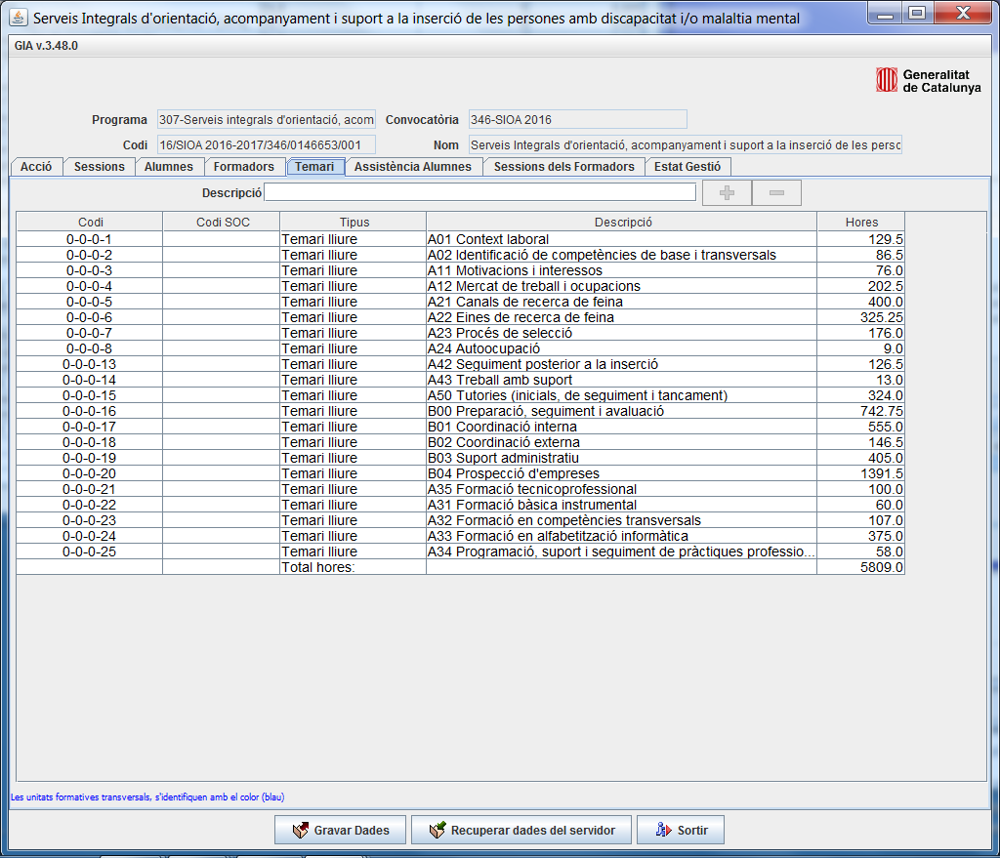 Serveis Integrals d'orientació, acompanyament i suport a la inserció de les persones amb discapacitat i/o malaltia mental
GIA v.3.48.0
Generalitat
de Catalunya
Programa 307-Serveis integrals d'orientació, acom Convocatòria 346-SIOA 2016
Codi 16/SIOA 2016-2017/346/0146653/001 Nom Serveis Integrals d'orientació, acompanyament i suport a la inserció de les persc
Acció Sessions Alumnes Formadors Temari Assistència Alumnes Sessions dels Formadors Estat Gestió
Descripció
Codi Codi SOC Tipus Descripció Hores
0-0-0-1 Temari lliure A01 Context laboral 129.5
0-0-0-2 Temari lliure A02 Identificació de competències de base i transversals 86.5
0-0-0-3 Temari lliure A11 Motivacions i interessos 76.0
0-0-0-4 Temari lliure A12 Mercat de treball i ocupacions 202.5
0-0-0-5 Temari lliure A21 Canals de recerca de feina 400.0
0-0-0-6 Temari lliure A22 Eines de recerca de feina 325.25
0-0-0-7 Temari lliure A23 Procés de selecció 176.0
0-0-0-8 Temari lliure A24 Autoocupació 9.0
0-0-0-13 Temari lliure A42 Seguiment posterior a la inserció 126.5
0-0-0-14 Temari lliure A43 Treball amb suport 13.0
0-0-0-15 Temari lliure A50 Tutories (inicials, de seguiment i tancament) 324.0
0-0-0-16 Temari lliure B00 Preparació, seguiment i avaluació 742.75
0-0-0-17 Temari lliure B01 Coordinació interna 555.0
0-0-0-18 Temari lliure B02 Coordinació externa 146.5
0-0-0-19 Temari lliure B03 Suport administratiu 405.0
0-0-0-20 Temari lliure B04 Prospecció d'empreses 1391.5
0-0-0-21 Temari lliure A35 Formació tecnicoprofessional 100.0
0-0-0-22 Temari lliure A31 Formació bàsica instrumental 60.0
0-0-0-23 Temari lliure A32 Formació en competències transversals 107.0
0-0-0-24 Temari lliure A33 Formació en alfabetització informàtica 375.0
0-0-0-25 Temari lliure A34 Programació, suport i seguiment de pràctiques professio... 58.0
Total hores: 5809.0
Les unitats formatives transversals, s'identifiquen amb el color (blau)
Gravar Dades Recuperar dades del servidor Sortir